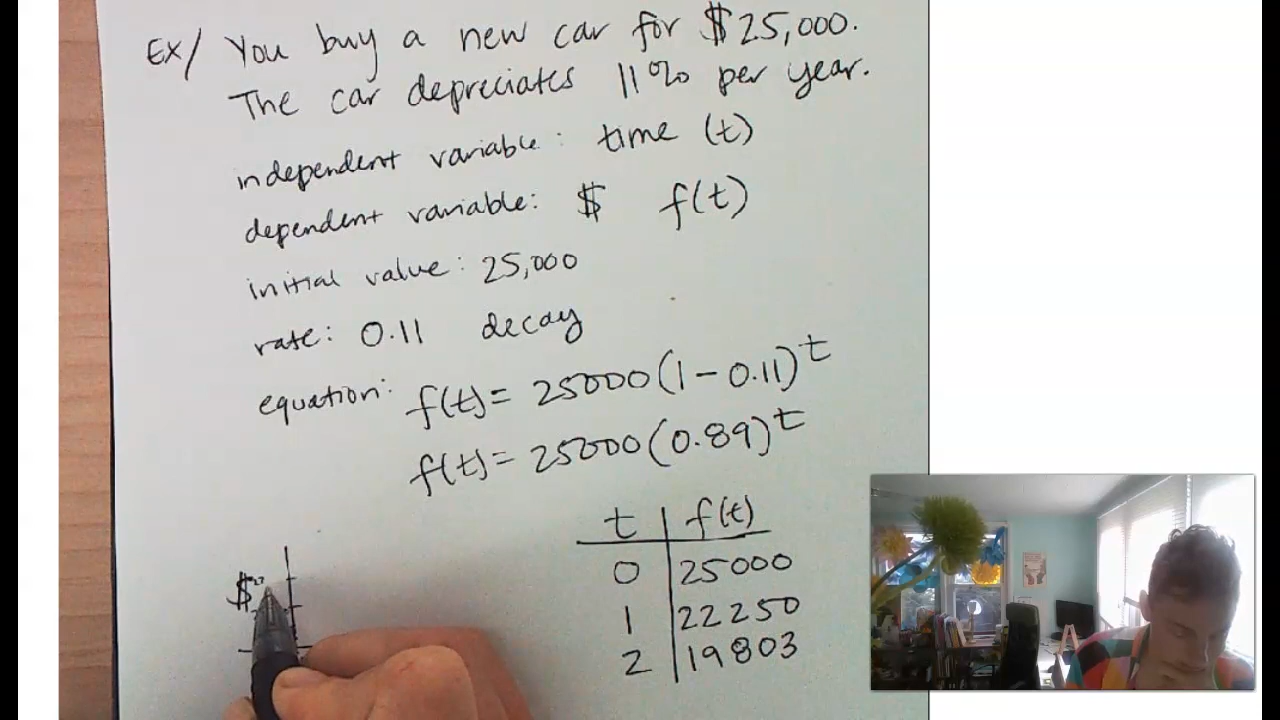 Ex/ You buy a new car for $25,000.
The car depreciates 11% per year.
independent variable: time (t)
dependent variable: $ f(t)
initial value: 25,000
rate: 0.11 decay
equation: f(t) = 25000(1-0.11)^t
f(t) = 25000(0.89)^t
t f(t)
0 25000
1 22250
2 19803
$